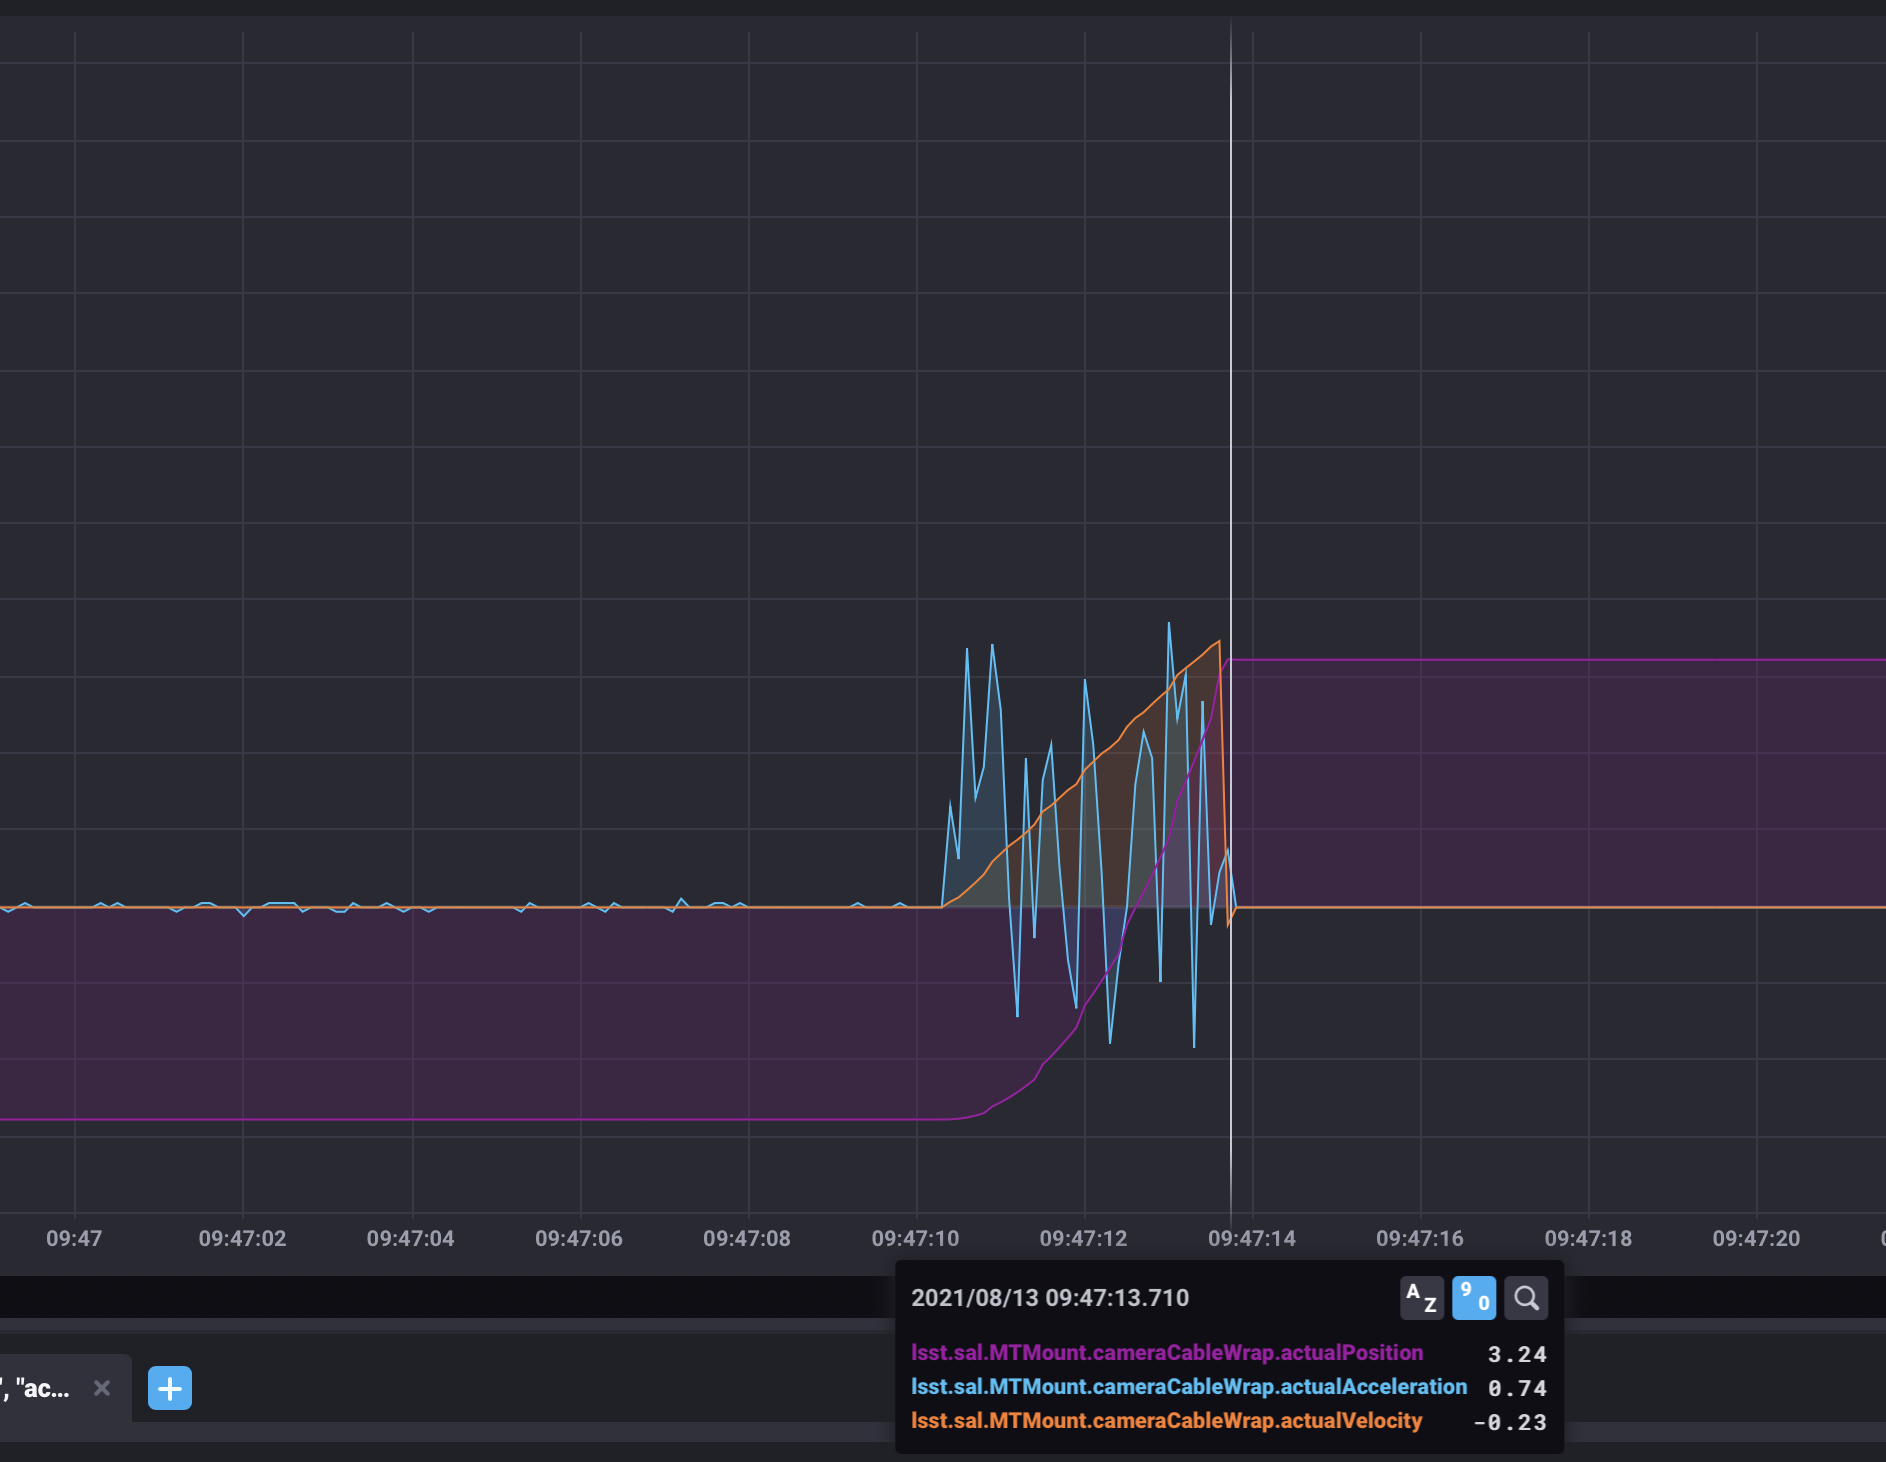 09:47 09:47:02 09:47:04 09:47:06 09:47:08 09:47:10 09:47:12 09:47:14 09:47:16 09:47:18 09:47:20
2021/08/13 09:47:13.710 AZ 90
lsst.sal.MTMount.cameraCableWrap.actualPosition 3.24
lsst.sal.MTMount.cameraCableWrap.actualAcceleration 0.74
lsst.sal.MTMount.cameraCableWrap.actualVelocity -0.23
', "ac... × +